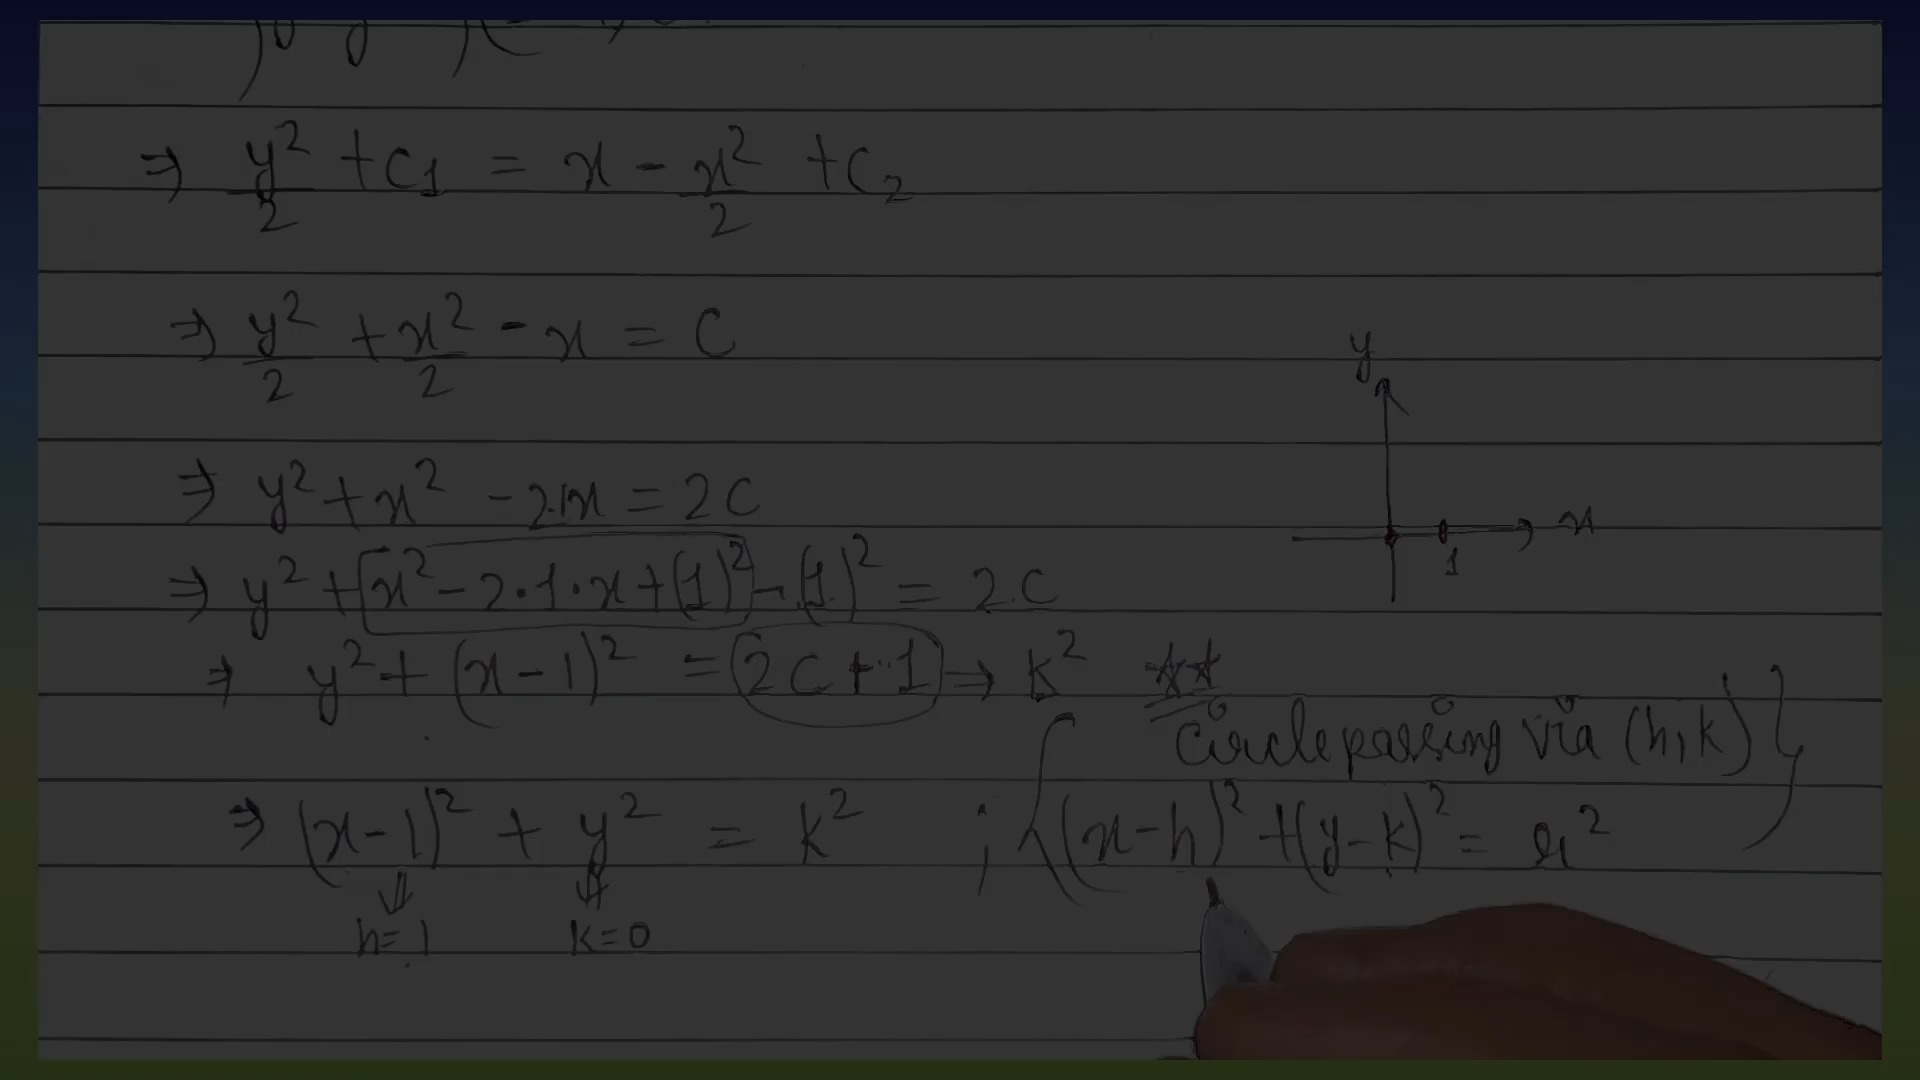 ⇒ y²/2 + C₁ = x - x²/2 + C₂
⇒ y²/2 + x²/2 - x = C
⇒ y² + x² - 2.1x = 2C
⇒ y² + x² - 2·1·x + (1)² - (1)² = 2C
⇒ y² + (x-1)² = 2C + 1 → k²
Circle passing via (h,k)
⇒ (x-1)² + y² = k² ; {(x-h)² + (y-k)² = r²}
h=1 k=0
y
x
1